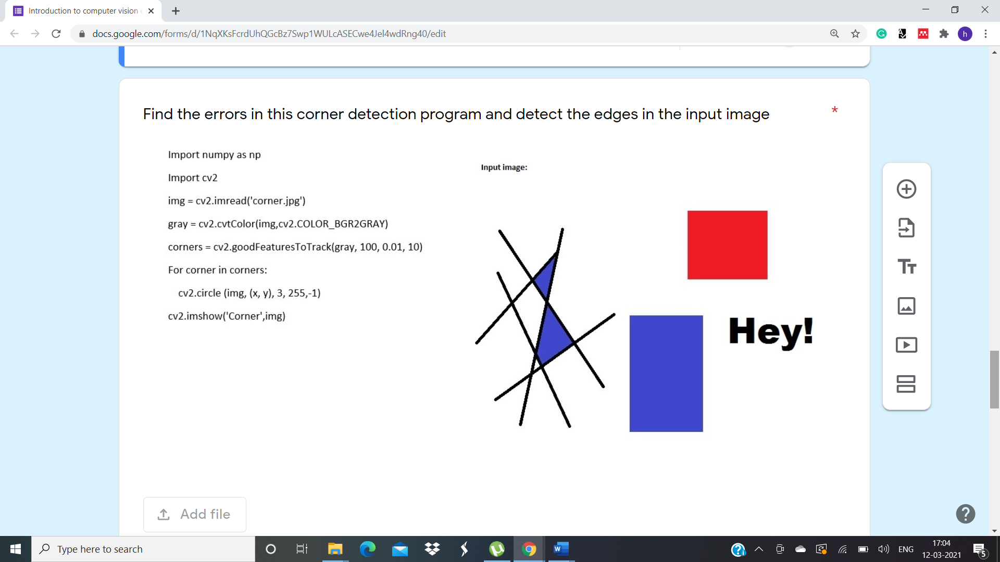 Introduction to computer vision
docs.google.com/forms/d/1NqXKsFcrdUhQGcBz7Swp1WULcASECwe4Jel4wdRng40/edit
h
Find the errors in this corner detection program and detect the edges in the input image *
Import numpy as np
Input image:
Import cv2
img = cv2.imread('corner.jpg')
gray = cv2.cvtColor(img,cv2.COLOR_BGR2GRAY)
corners = cv2.goodFeaturesToTrack(gray, 100, 0.01, 10)
For corner in corners:
cv2.circle (img, (x, y), 3, 255,-1)
cv2.imshow('Corner',img)
Hey!
Add file
Type here to search
ENG
17:04
12-03-2021
5